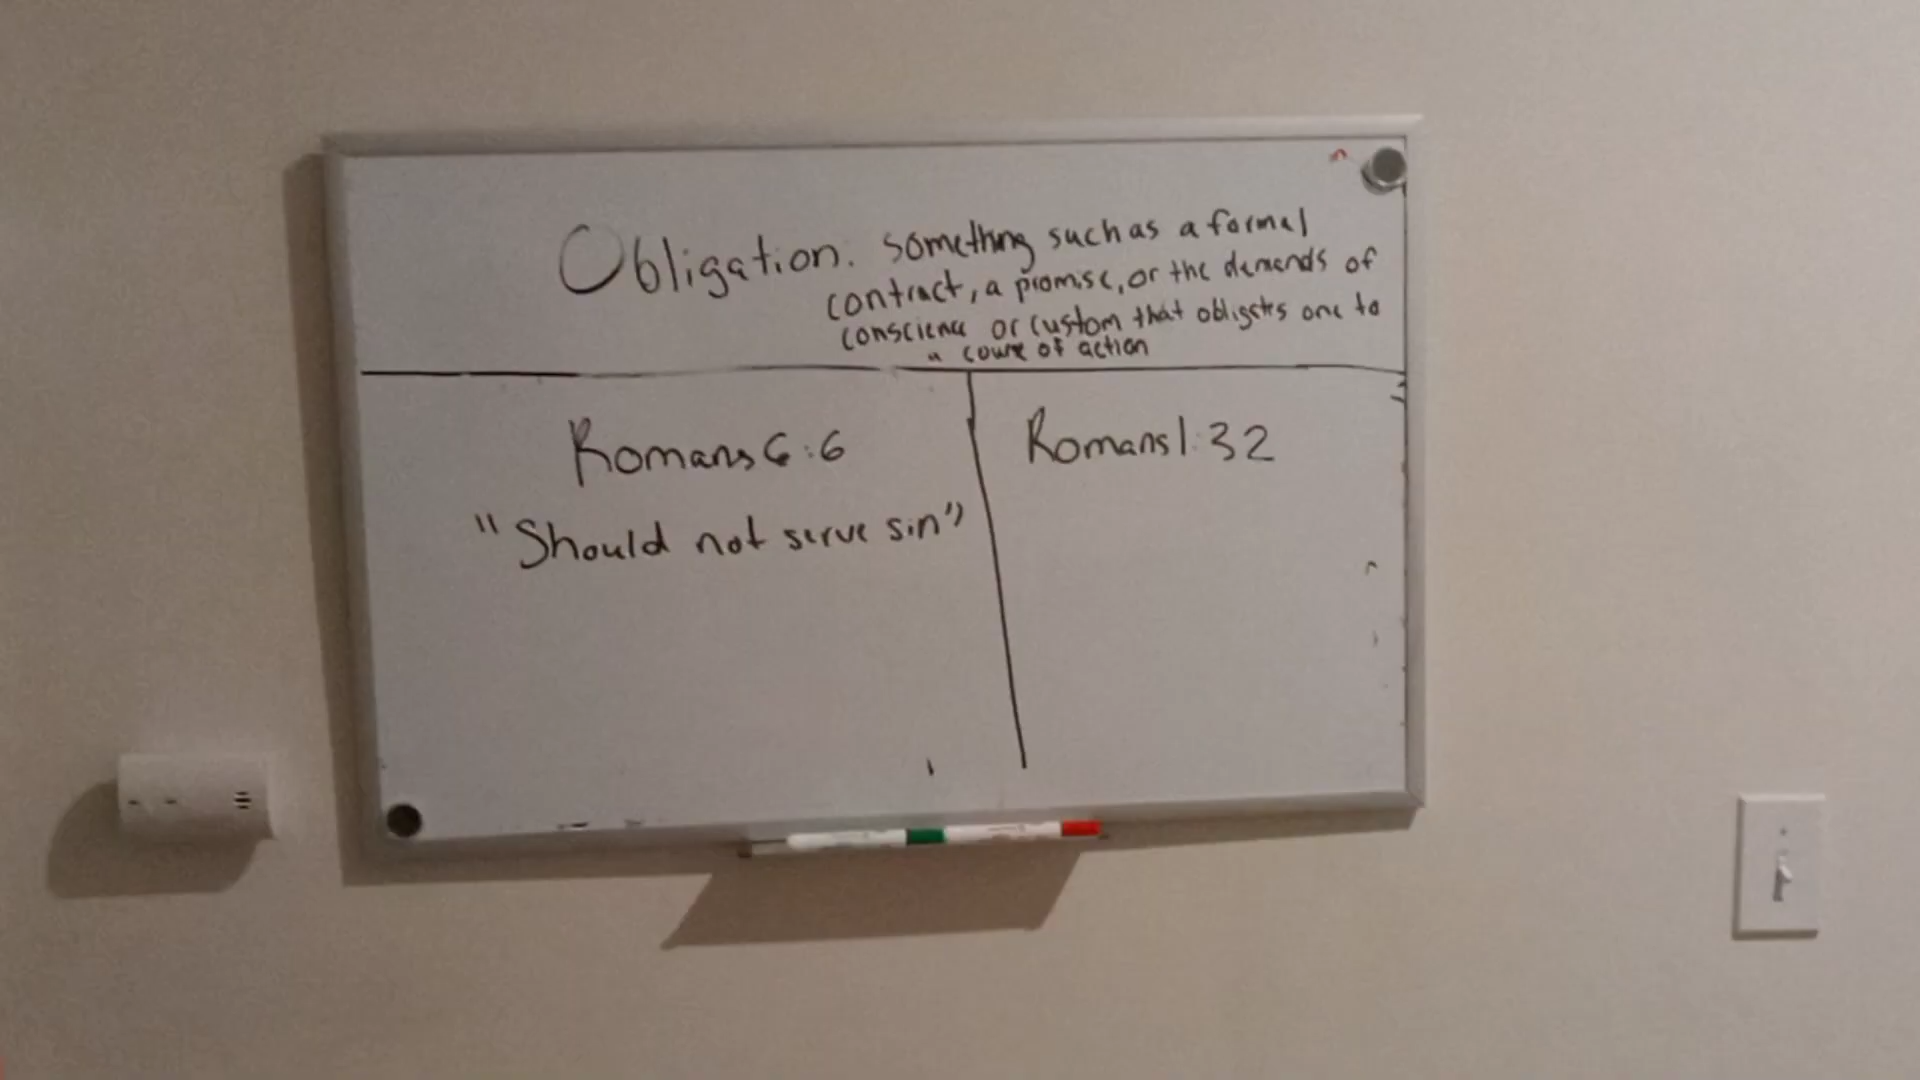 Obligation: something such as a formal
contract, a promise, or the demands of
conscience or custom that obligates one to
a course of action
Romans 6:6
"Should not serve sin"
Romans 1:32